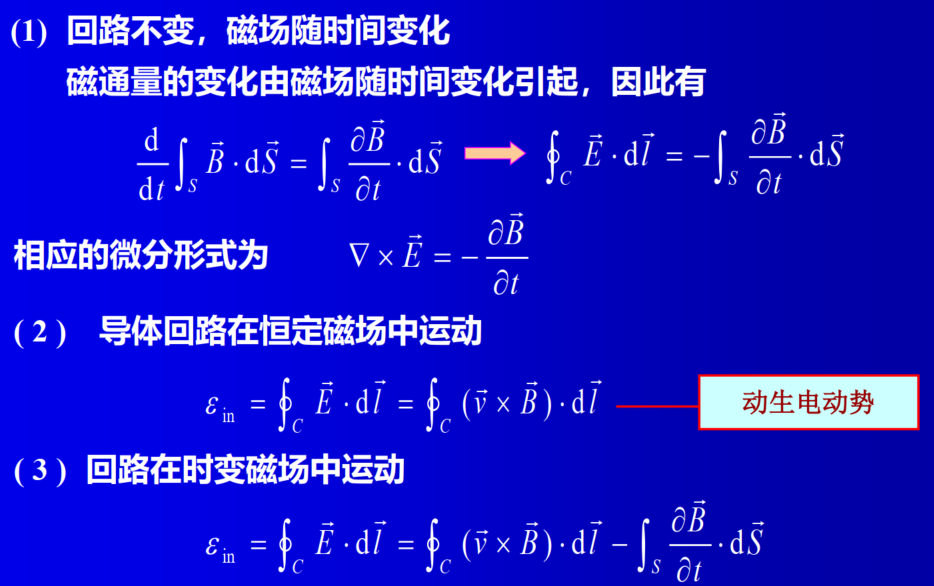 (1) 回路不变，磁场随时间变化
磁通量的变化由磁场随时间变化引起，因此有
$\frac{\mathrm{d}}{\mathrm{d}t}\int_S \vec{B}\cdot \mathrm{d}\vec{S} = \int_S \frac{\partial \vec{B}}{\partial t}\cdot \mathrm{d}\vec{S}$ → $\oint_C \vec{E}\cdot \mathrm{d}\vec{l} = -\int_S \frac{\partial \vec{B}}{\partial t}\cdot \mathrm{d}\vec{S}$
相应的微分形式为 $\nabla \times \vec{E} = -\frac{\partial \vec{B}}{\partial t}$
( 2 ) 导体回路在恒定磁场中运动
$\varepsilon_{\mathrm{in}} = \oint_C \vec{E}\cdot \mathrm{d}\vec{l} = \oint_C (\vec{v}\times \vec{B})\cdot \mathrm{d}\vec{l}$ 动生电动势
( 3 ) 回路在时变磁场中运动
$\varepsilon_{\mathrm{in}} = \oint_C \vec{E}\cdot \mathrm{d}\vec{l} = \oint_C (\vec{v}\times \vec{B})\cdot \mathrm{d}\vec{l} - \int_S \frac{\partial \vec{B}}{\partial t}\cdot \mathrm{d}\vec{S}$